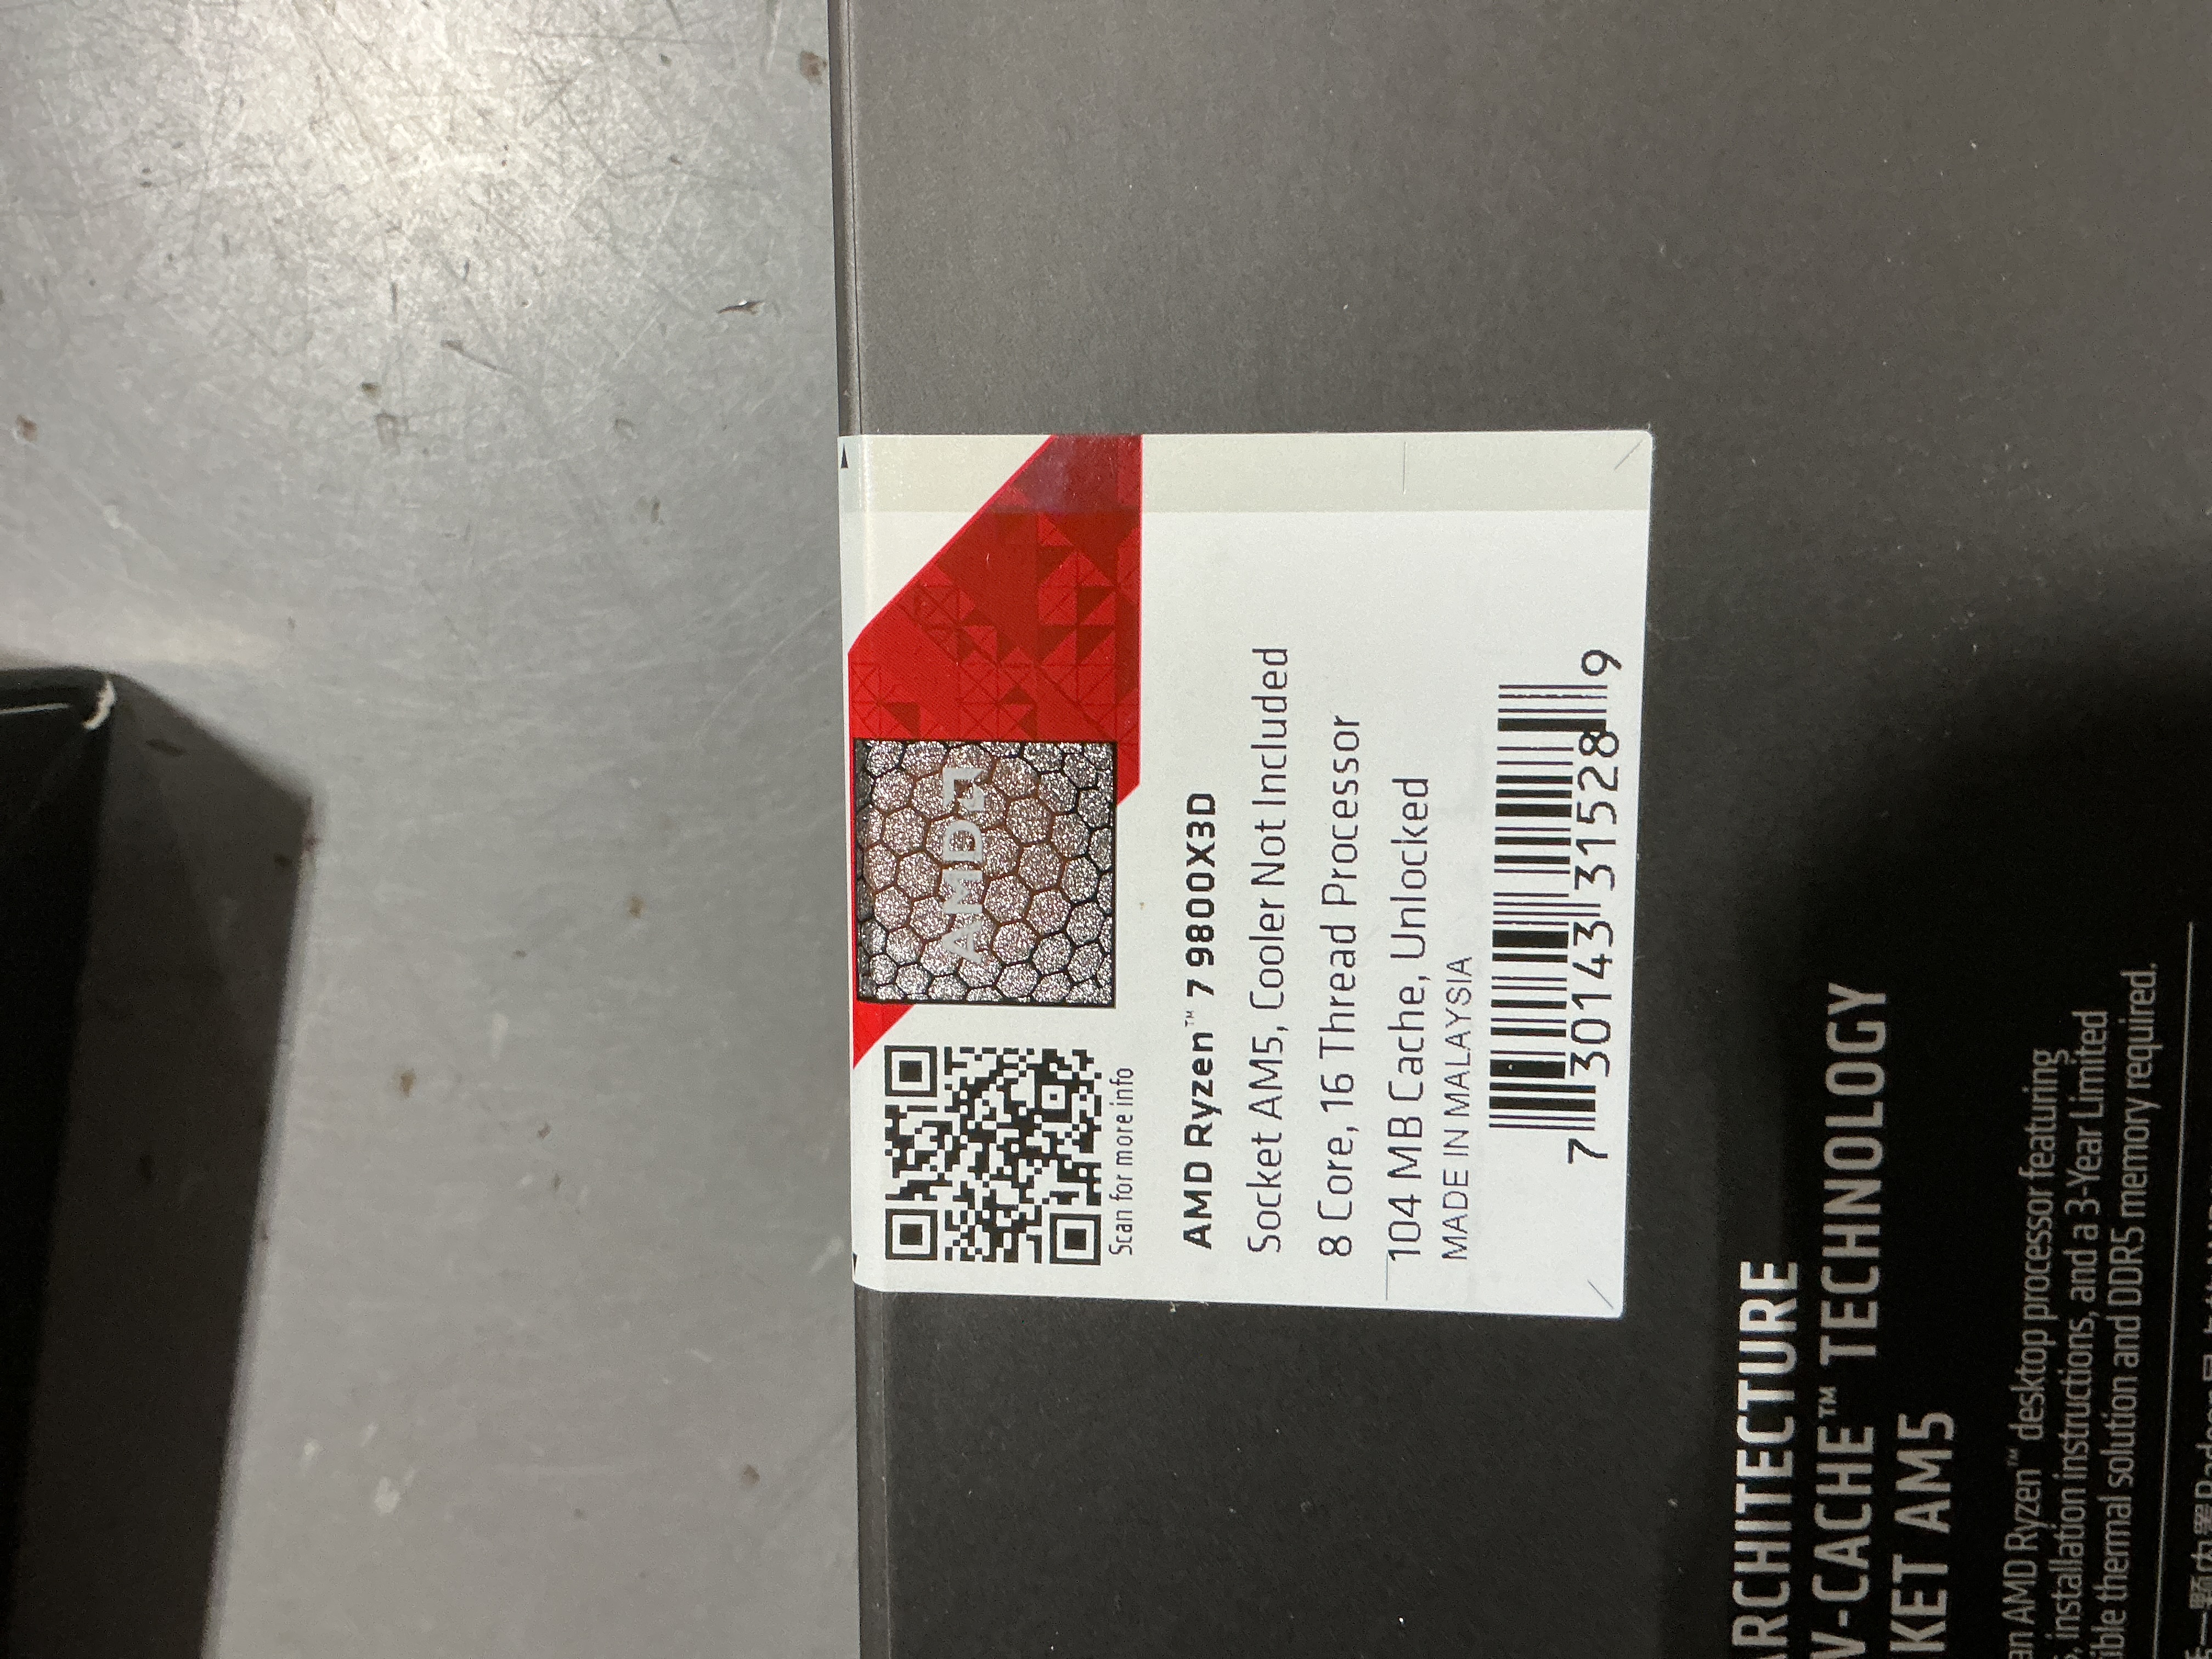 Scan for more info
AMD
AMD Ryzen™ 7 9800X3D
Socket AM5, Cooler Not Included
8 Core, 16 Thread Processor
104 MB Cache, Unlocked
MADE IN MALAYSIA
7 30143 31528 9
ARCHITECTURE
V-CACHE™ TECHNOLOGY
KET AM5
an AMD Ryzen™ desktop processor featuring
, installation instructions, and a 3-Year Limited
ible thermal solution and DDR5 memory required.